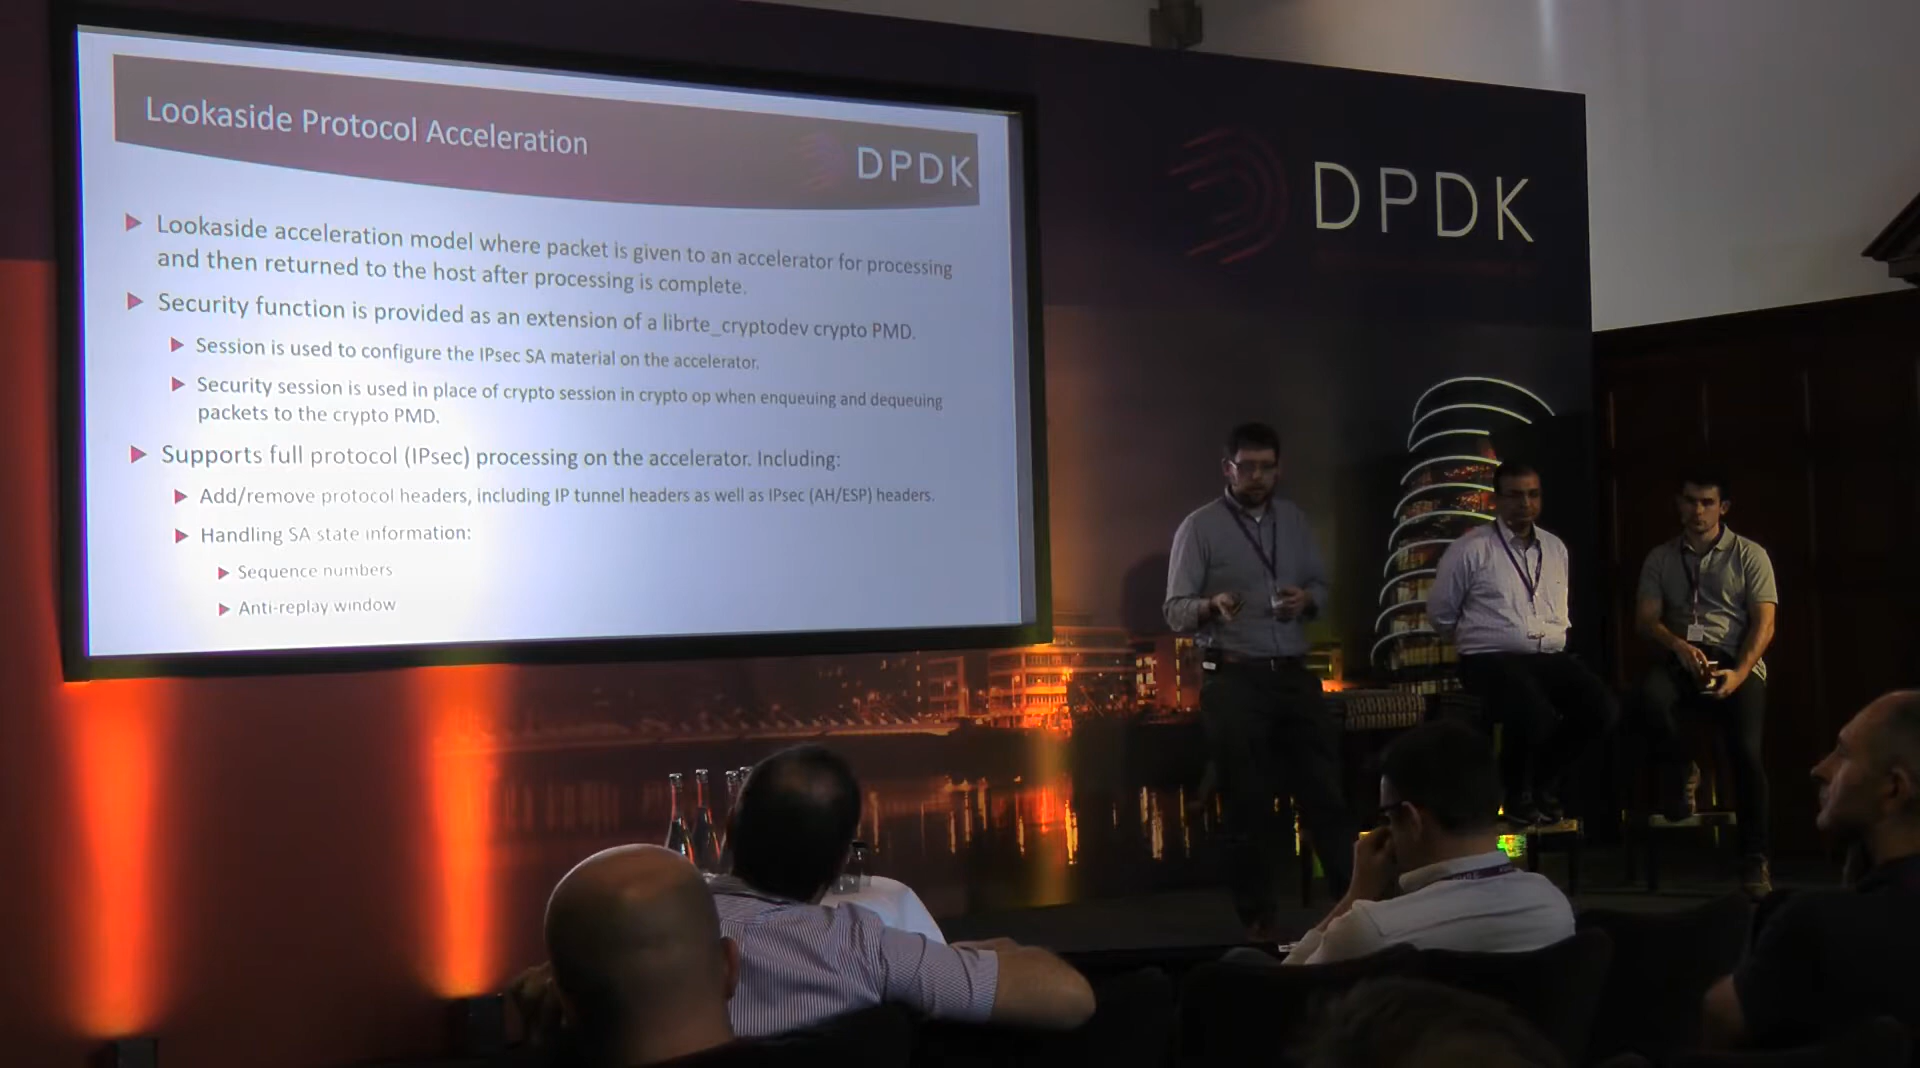 Lookaside Protocol Acceleration
DPDK
Lookaside acceleration model where packet is given to an accelerator for processing
and then returned to the host after processing is complete.
Security function is provided as an extension of a librte_cryptodev crypto PMD.
Session is used to configure the IPsec SA material on the accelerator.
Security session is used in place of crypto session in crypto op when enqueuing and dequeuing
packets to the crypto PMD.
Supports full protocol (IPsec) processing on the accelerator. Including:
Add/remove protocol headers, including IP tunnel headers as well as IPsec (AH/ESP) headers.
Handling SA state information:
Sequence numbers
Anti-replay window
DPDK